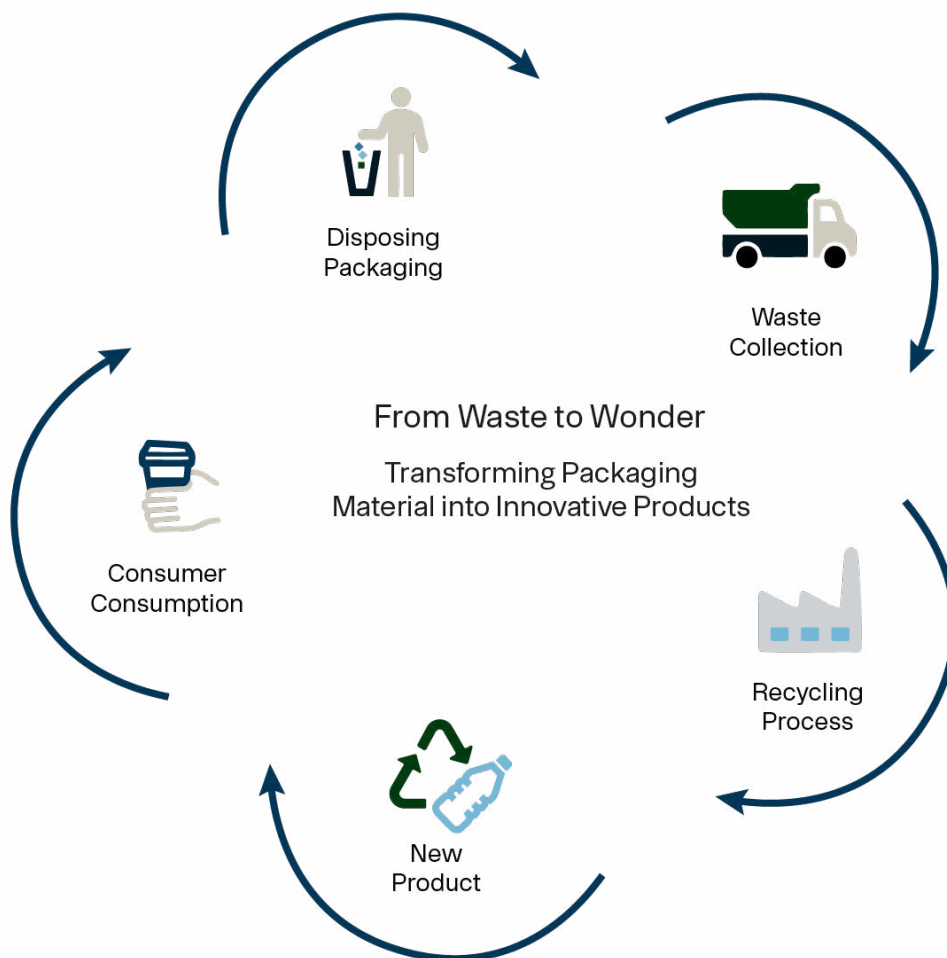 Disposing
Packaging
Waste
Collection
From Waste to Wonder
Transforming Packaging
Material into Innovative Products
Consumer
Consumption
Recycling
Process
New
Product